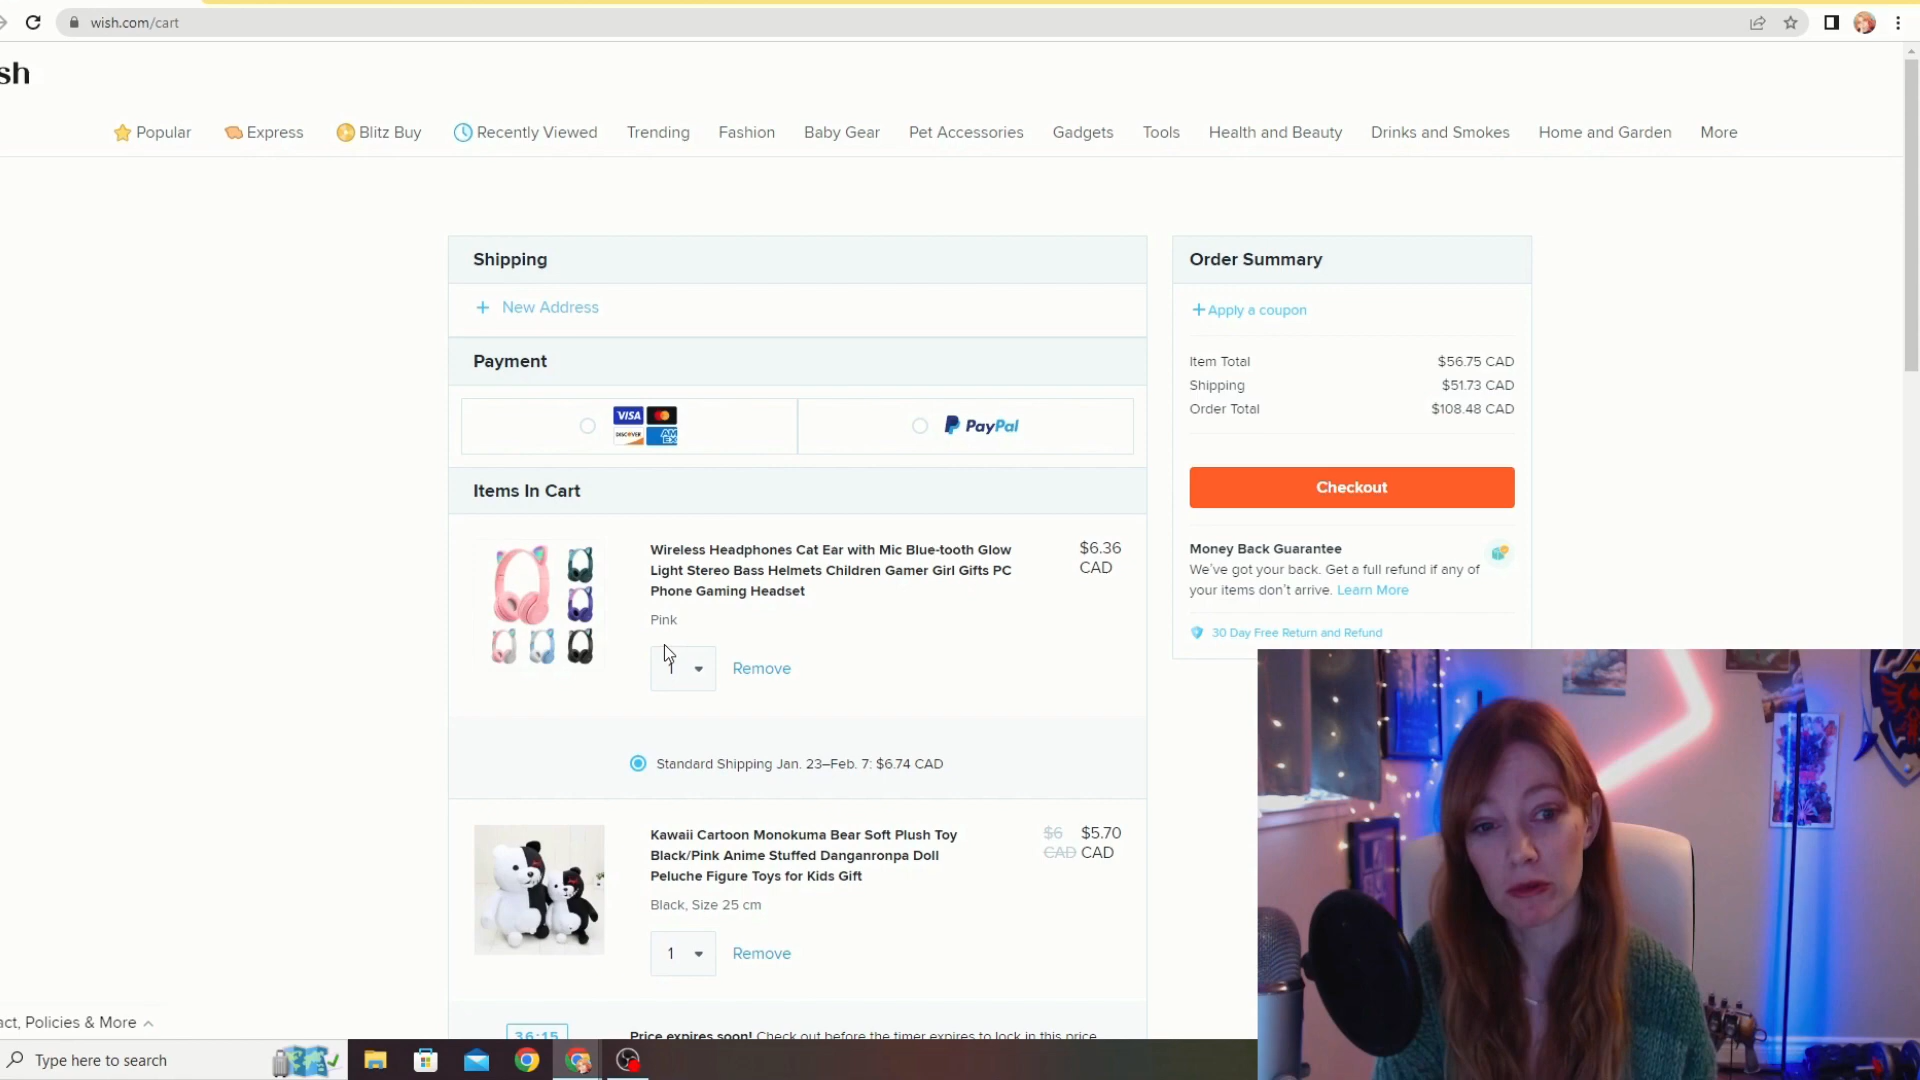 wish.com/cart
sh
Popular Express Blitz Buy Recently Viewed Trending Fashion Baby Gear Pet Accessories Gadgets Tools Health and Beauty Drinks and Smokes Home and Garden More
Shipping
+ New Address
Payment
VISA
DISCOVER AMEX
PayPal
Items In Cart
Wireless Headphones Cat Ear with Mic Blue-tooth Glow
Light Stereo Bass Helmets Children Gamer Girl Gifts PC
Phone Gaming Headset
$6.36
CAD
Pink
1 Remove
Standard Shipping Jan. 23–Feb. 7: $6.74 CAD
Kawaii Cartoon Monokuma Bear Soft Plush Toy
Black/Pink Anime Stuffed Danganronpa Doll
Peluche Figure Toys for Kids Gift
$6 $5.70
CAD CAD
Black, Size 25 cm
1 Remove
36:15 Price expires soon! Check out before the timer expires to lock in this price
Order Summary
+Apply a coupon
Item Total $56.75 CAD
Shipping $51.73 CAD
Order Total $108.48 CAD
Checkout
Money Back Guarantee
We've got your back. Get a full refund if any of
your items don't arrive. Learn More
30 Day Free Return and Refund
act, Policies & More
Type here to search